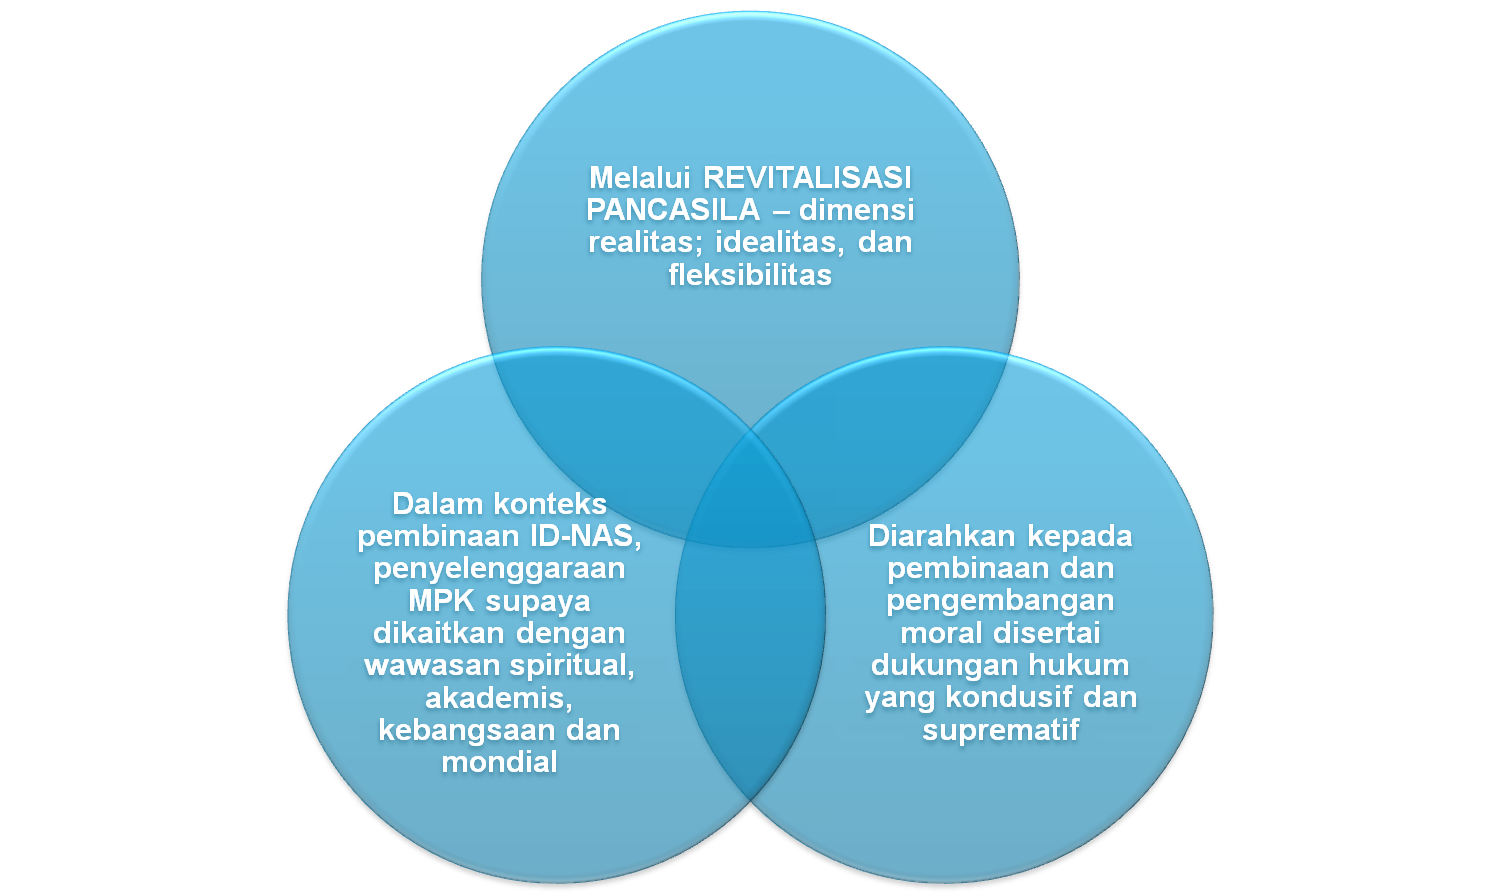 Melalui REVITALISASI
PANCASILA – dimensi
realitas; idealitas, dan
fleksibilitas
Dalam konteks
pembinaan ID-NAS,
penyelenggaraan
MPK supaya
dikaitkan dengan
wawasan spiritual,
akademis,
kebangsaan dan
mondial
Diarahkan kepada
pembinaan dan
pengembangan
moral disertai
dukungan hukum
yang kondusif dan
suprematif